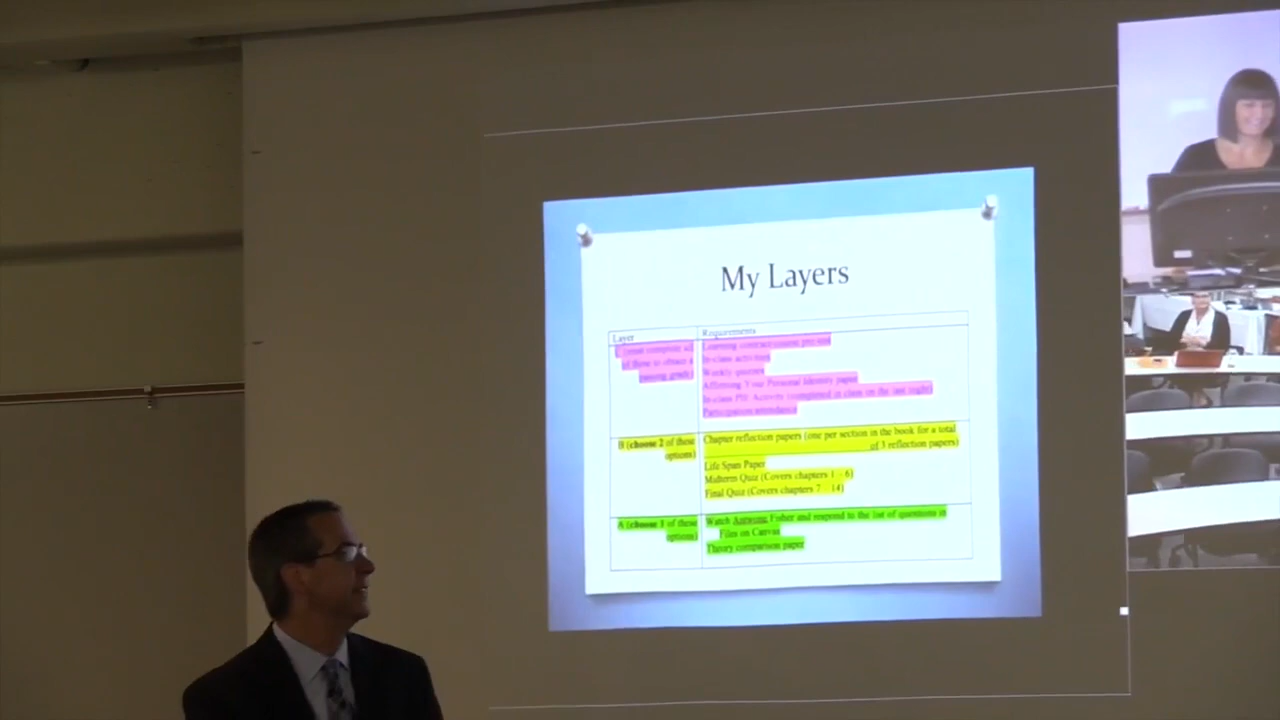 My Layers
Layer
Requirements
(must complete all
of these to obtain a
passing grade)
Learning contract/course pre-test
In-class activities
Weekly quizzes
Affirming Your Personal Identity paper
In-class PBI Activity (completed in class on the last night)
Participation/attendance
B (choose 2 of these
options)
Chapter reflection papers (one per section in the book for a total
of 3 reflection papers)
Life Span Paper
Midterm Quiz (Covers chapters 1 – 6)
Final Quiz (Covers chapters 7 – 14)
A (choose 1 of these
options)
Watch Antwone Fisher and respond to the list of questions in
Files on Canvas
Theory comparison paper